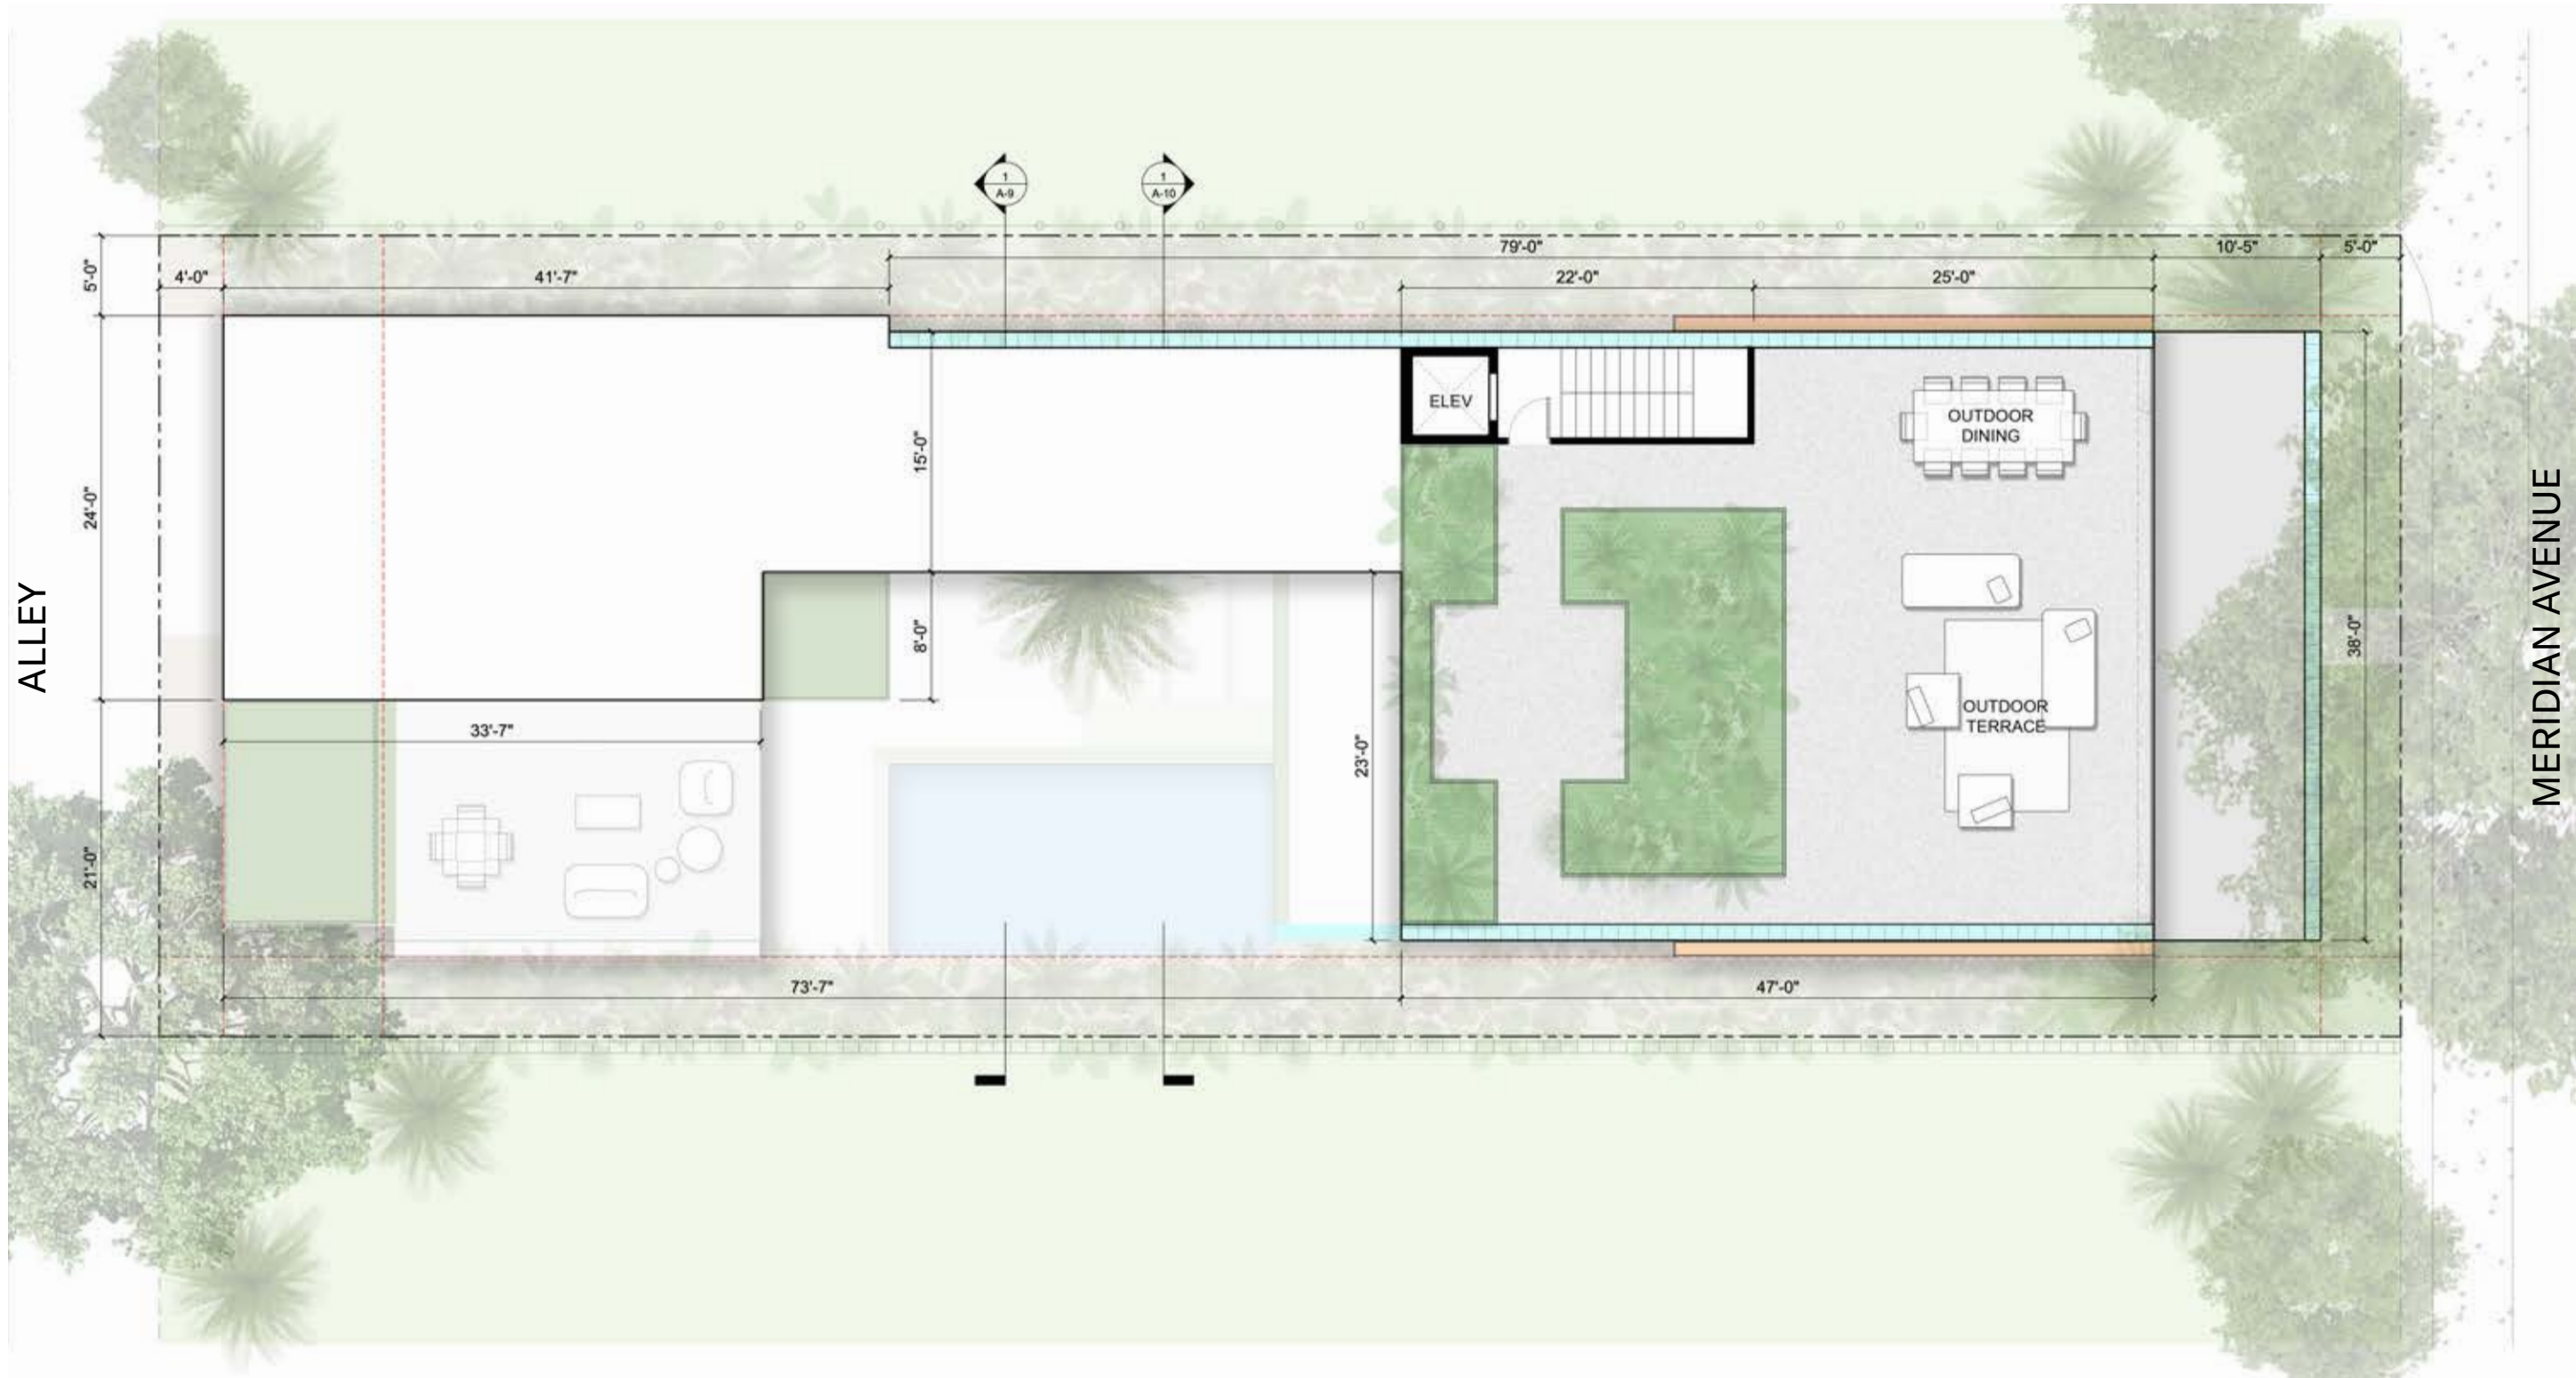 1
A-9
1
A-10
79'-0"
10'-5"
5'-0"
5'-0"
4'-0"
41'-7"
22'-0"
25'-0"
ELEV
OUTDOOR
DINING
15'-0"
24'-0"
ALLEY
8'-0"
38'-0"
MERIDIAN AVENUE
33'-7"
23'-0"
OUTDOOR
TERRACE
21'-0"
73'-7"
47'-0"